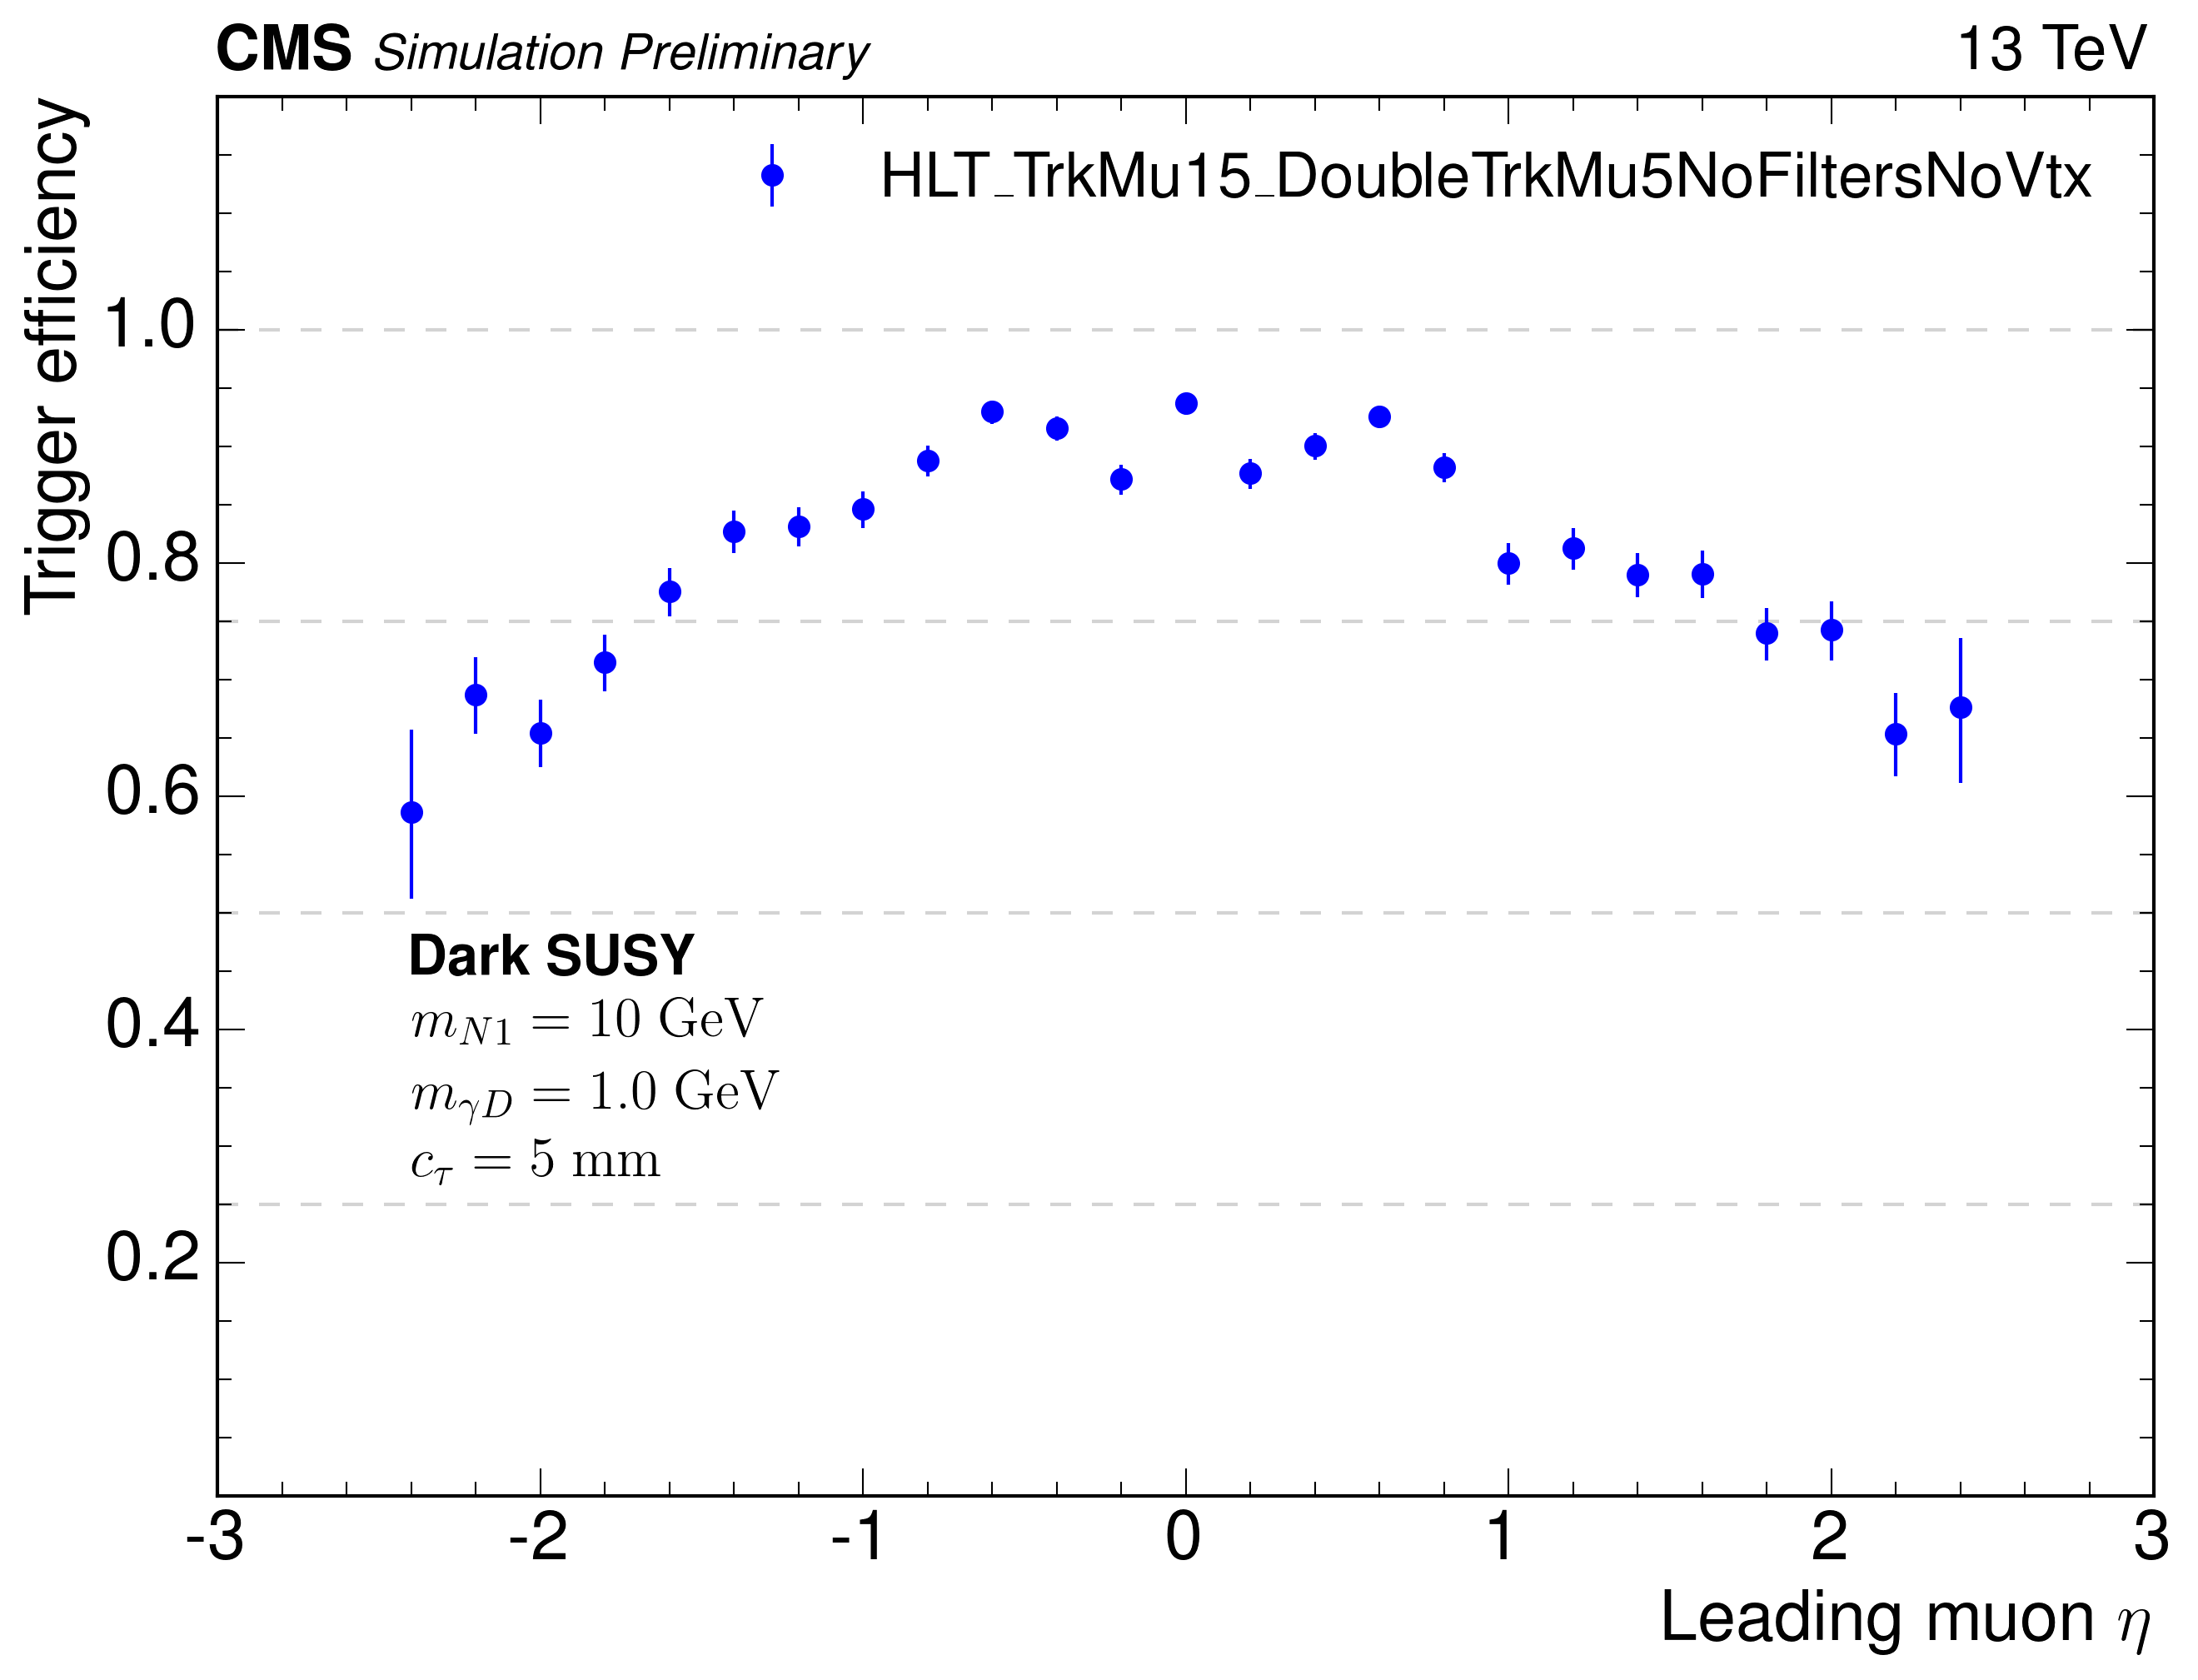 CMS Simulation Preliminary 13 TeV
Trigger efficiency
HLT_TrkMu15_DoubleTrkMu5NoFiltersNoVtx
1.0
0.8
0.6
0.4
0.2
Dark SUSY
m_{N1} = 10 GeV
m_{γD} = 1.0 GeV
c_τ = 5 mm
-3 -2 -1 0 1 2 3
Leading muon η